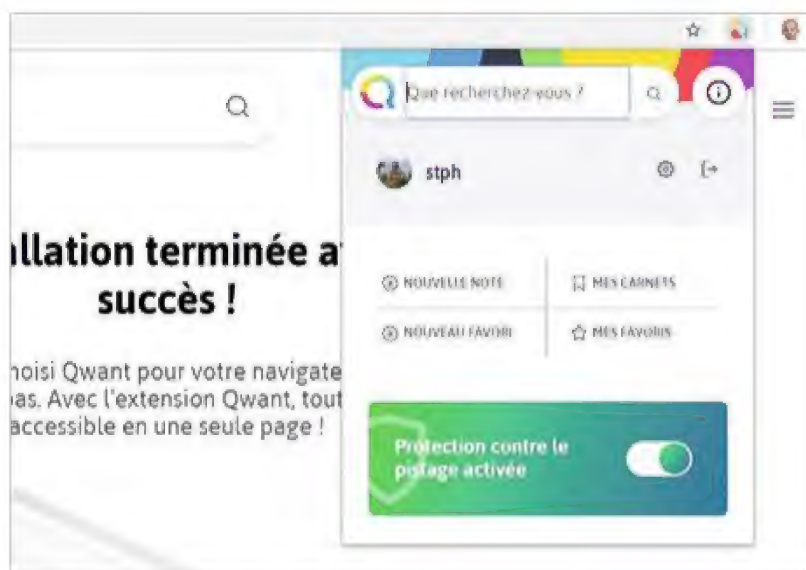 Que recherchez-vous ?
stph
allation terminée a
succès !
NOUVELLE NOTE
MES CARNETS
NOUVEAU FAVORI
MES FAVORIS
hoisi Qwant pour votre navigate
pas. Avec l'extension Qwant, tout
accessible en une seule page !
Protection contre le
pistage activée